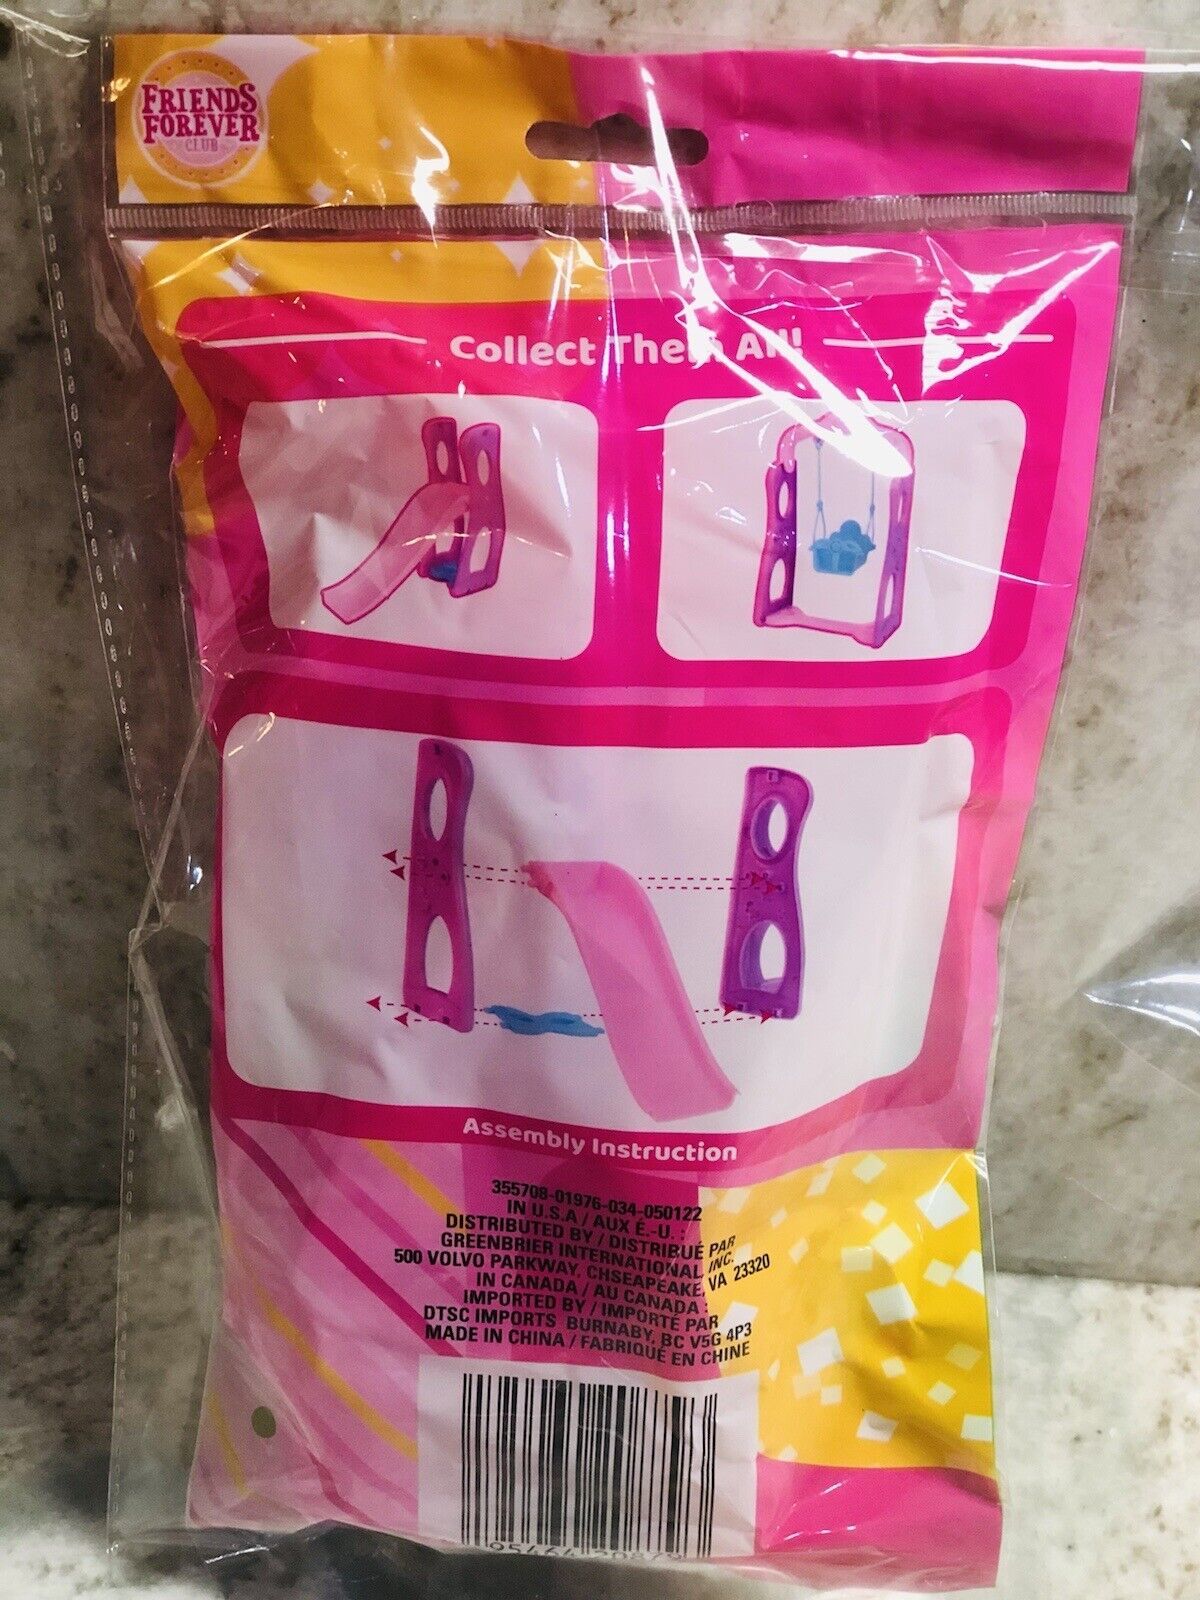 FRIENDS
FOREVER
CLUB
Collect Them All!
Assembly Instruction
355708-01976-034-050122
IN U.S.A / AUX É.-U. :
DISTRIBUTED BY / DISTRIBUÉ PAR
GREENBRIER INTERNATIONAL, INC.
500 VOLVO PARKWAY, CHSEAPEAKE, VA 23320
IN CANADA / AU CANADA :
IMPORTED BY / IMPORTÉ PAR
DTSC IMPORTS BURNABY, BC V5G 4P3
MADE IN CHINA / FABRIQUÉ EN CHINE